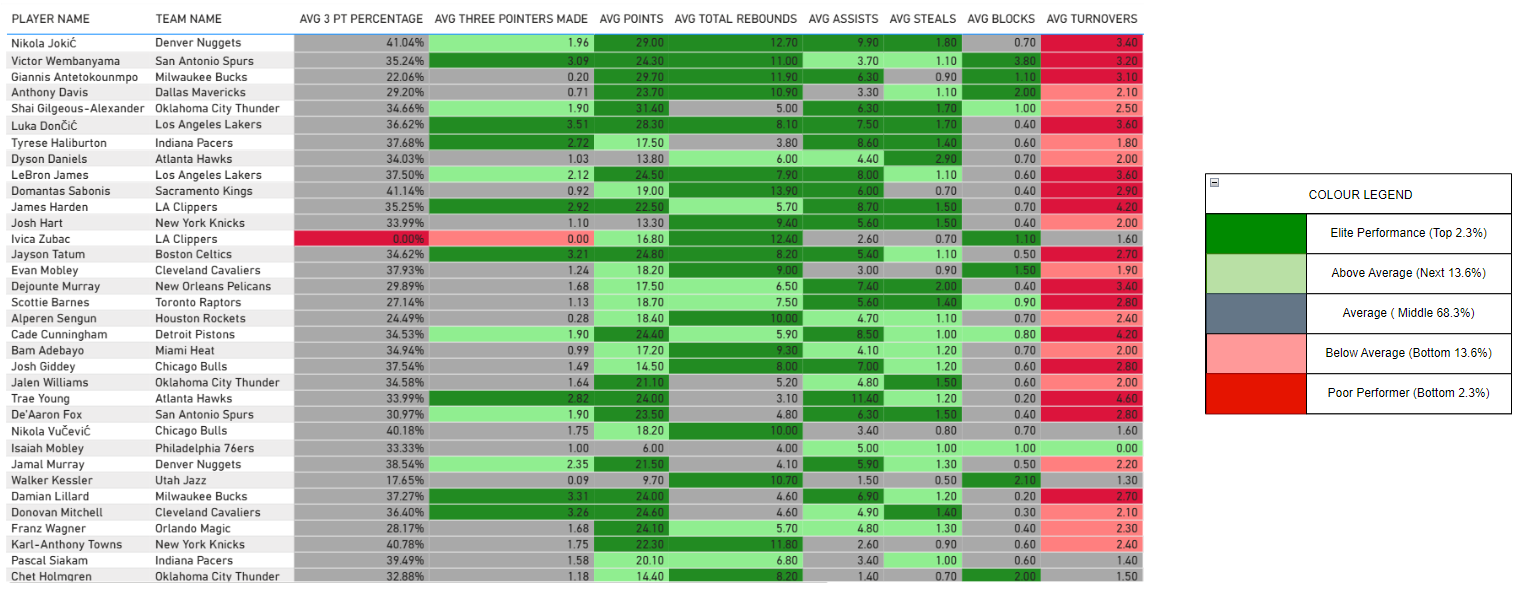 PLAYER NAME TEAM NAME AVG 3 PT PERCENTAGE AVG THREE POINTERS MADE AVG POINTS AVG TOTAL REBOUNDS AVG ASSISTS AVG STEALS AVG BLOCKS AVG TURNOVERS
Nikola Jokić Denver Nuggets 41.04% 1.96 29.00 12.70 9.90 1.80 0.70 3.40
Victor Wembanyama San Antonio Spurs 35.24% 3.09 24.30 11.00 3.70 1.10 3.80 3.20
Giannis Antetokounmpo Milwaukee Bucks 22.06% 0.20 29.70 11.90 6.30 0.90 1.10 3.10
Anthony Davis Dallas Mavericks 29.20% 0.71 23.70 10.90 3.30 1.10 2.00 2.10
Shai Gilgeous-Alexander Oklahoma City Thunder 34.66% 1.90 31.40 5.00 6.30 1.70 1.00 2.50
Luka DonČiĆ Los Angeles Lakers 36.62% 3.51 28.30 8.10 7.50 1.70 0.40 3.60
Tyrese Haliburton Indiana Pacers 37.68% 2.72 17.50 3.80 8.60 1.40 0.60 1.80
Dyson Daniels Atlanta Hawks 34.03% 1.03 13.80 6.00 4.40 2.90 0.70 2.00
LeBron James Los Angeles Lakers 37.50% 2.12 24.50 7.90 8.00 1.10 0.60 3.60
Domantas Sabonis Sacramento Kings 41.14% 0.92 19.00 13.90 6.00 0.70 0.40 2.90
James Harden LA Clippers 35.25% 2.92 22.50 5.70 8.70 1.50 0.70 4.20
Josh Hart New York Knicks 33.99% 1.10 13.30 9.40 5.60 1.50 0.40 2.00
Ivica Zubac LA Clippers 0.00% 0.00 16.80 12.40 2.60 0.70 1.10 1.60
Jayson Tatum Boston Celtics 34.62% 3.21 24.80 8.20 5.40 1.10 0.50 2.70
Evan Mobley Cleveland Cavaliers 37.93% 1.24 18.20 9.00 3.00 0.90 1.50 1.90
Dejounte Murray New Orleans Pelicans 29.89% 1.68 17.50 6.50 7.40 2.00 0.40 3.40
Scottie Barnes Toronto Raptors 27.14% 1.13 18.70 7.50 5.60 1.40 0.90 2.80
Alperen Sengun Houston Rockets 24.49% 0.28 18.40 10.00 4.70 1.10 0.70 2.40
Cade Cunningham Detroit Pistons 34.53% 1.90 24.40 5.90 8.50 1.00 0.80 4.20
Bam Adebayo Miami Heat 34.94% 0.99 17.20 9.30 4.10 1.20 0.70 2.00
Josh Giddey Chicago Bulls 37.54% 1.49 14.50 8.00 7.00 1.20 0.60 2.80
Jalen Williams Oklahoma City Thunder 34.58% 1.64 21.10 5.20 4.80 1.50 0.60 2.00
Trae Young Atlanta Hawks 33.99% 2.82 24.00 3.10 11.40 1.20 0.20 4.60
De'Aaron Fox San Antonio Spurs 30.97% 1.90 23.50 4.80 6.30 1.50 0.40 2.80
Nikola Vučević Chicago Bulls 40.18% 1.75 18.20 10.00 3.40 0.80 0.70 1.60
Isaiah Mobley Philadelphia 76ers 33.33% 1.00 6.00 4.00 5.00 1.00 1.00 0.00
Jamal Murray Denver Nuggets 38.54% 2.35 21.50 4.10 5.90 1.30 0.50 2.20
Walker Kessler Utah Jazz 17.65% 0.09 9.70 10.70 1.50 0.50 2.10 1.30
Damian Lillard Milwaukee Bucks 37.27% 3.31 24.00 4.60 6.90 1.20 0.20 2.70
Donovan Mitchell Cleveland Cavaliers 36.40% 3.26 24.60 4.60 4.90 1.40 0.30 2.10
Franz Wagner Orlando Magic 28.17% 1.68 24.10 5.70 4.80 1.30 0.40 2.30
Karl-Anthony Towns New York Knicks 40.78% 1.75 22.30 11.80 2.60 0.90 0.60 2.40
Pascal Siakam Indiana Pacers 39.49% 1.58 20.10 6.80 3.40 1.00 0.60 1.40
Chet Holmgren Oklahoma City Thunder 32.88% 1.18 14.40 8.20 1.40 0.70 2.00 1.50
COLOUR LEGEND
Elite Performance (Top 2.3%)
Above Average (Next 13.6%)
Average ( Middle 68.3%)
Below Average (Bottom 13.6%)
Poor Performer (Bottom 2.3%)